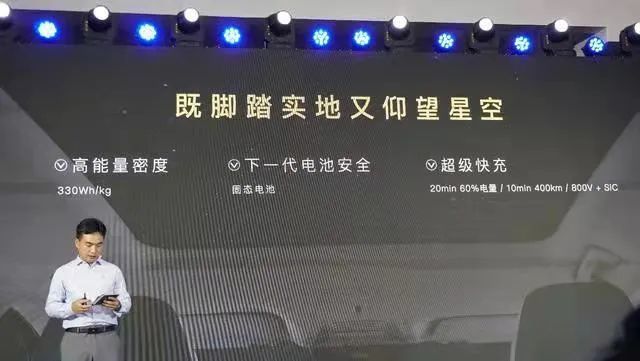 既脚踏实地又仰望星空
高能量密度
330Wh/kg
下一代电池安全
固态电池
超级快充
20min 60%电量 / 10min 400km / 800V + SIC